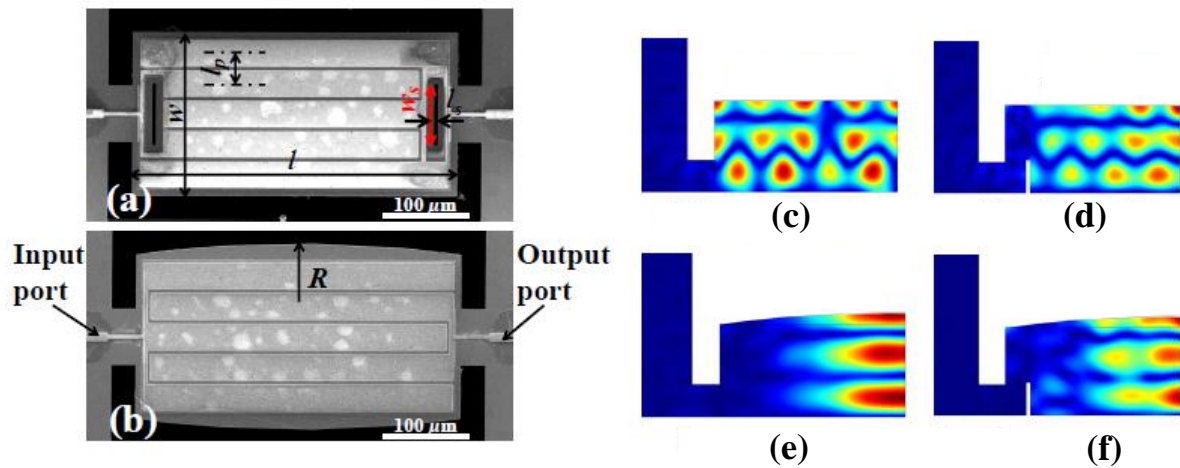 l_p
w
w_s
l_s
l
(a)
100 μm
Input port
Output port
R
(b)
100 μm
(c)
(d)
(e)
(f)